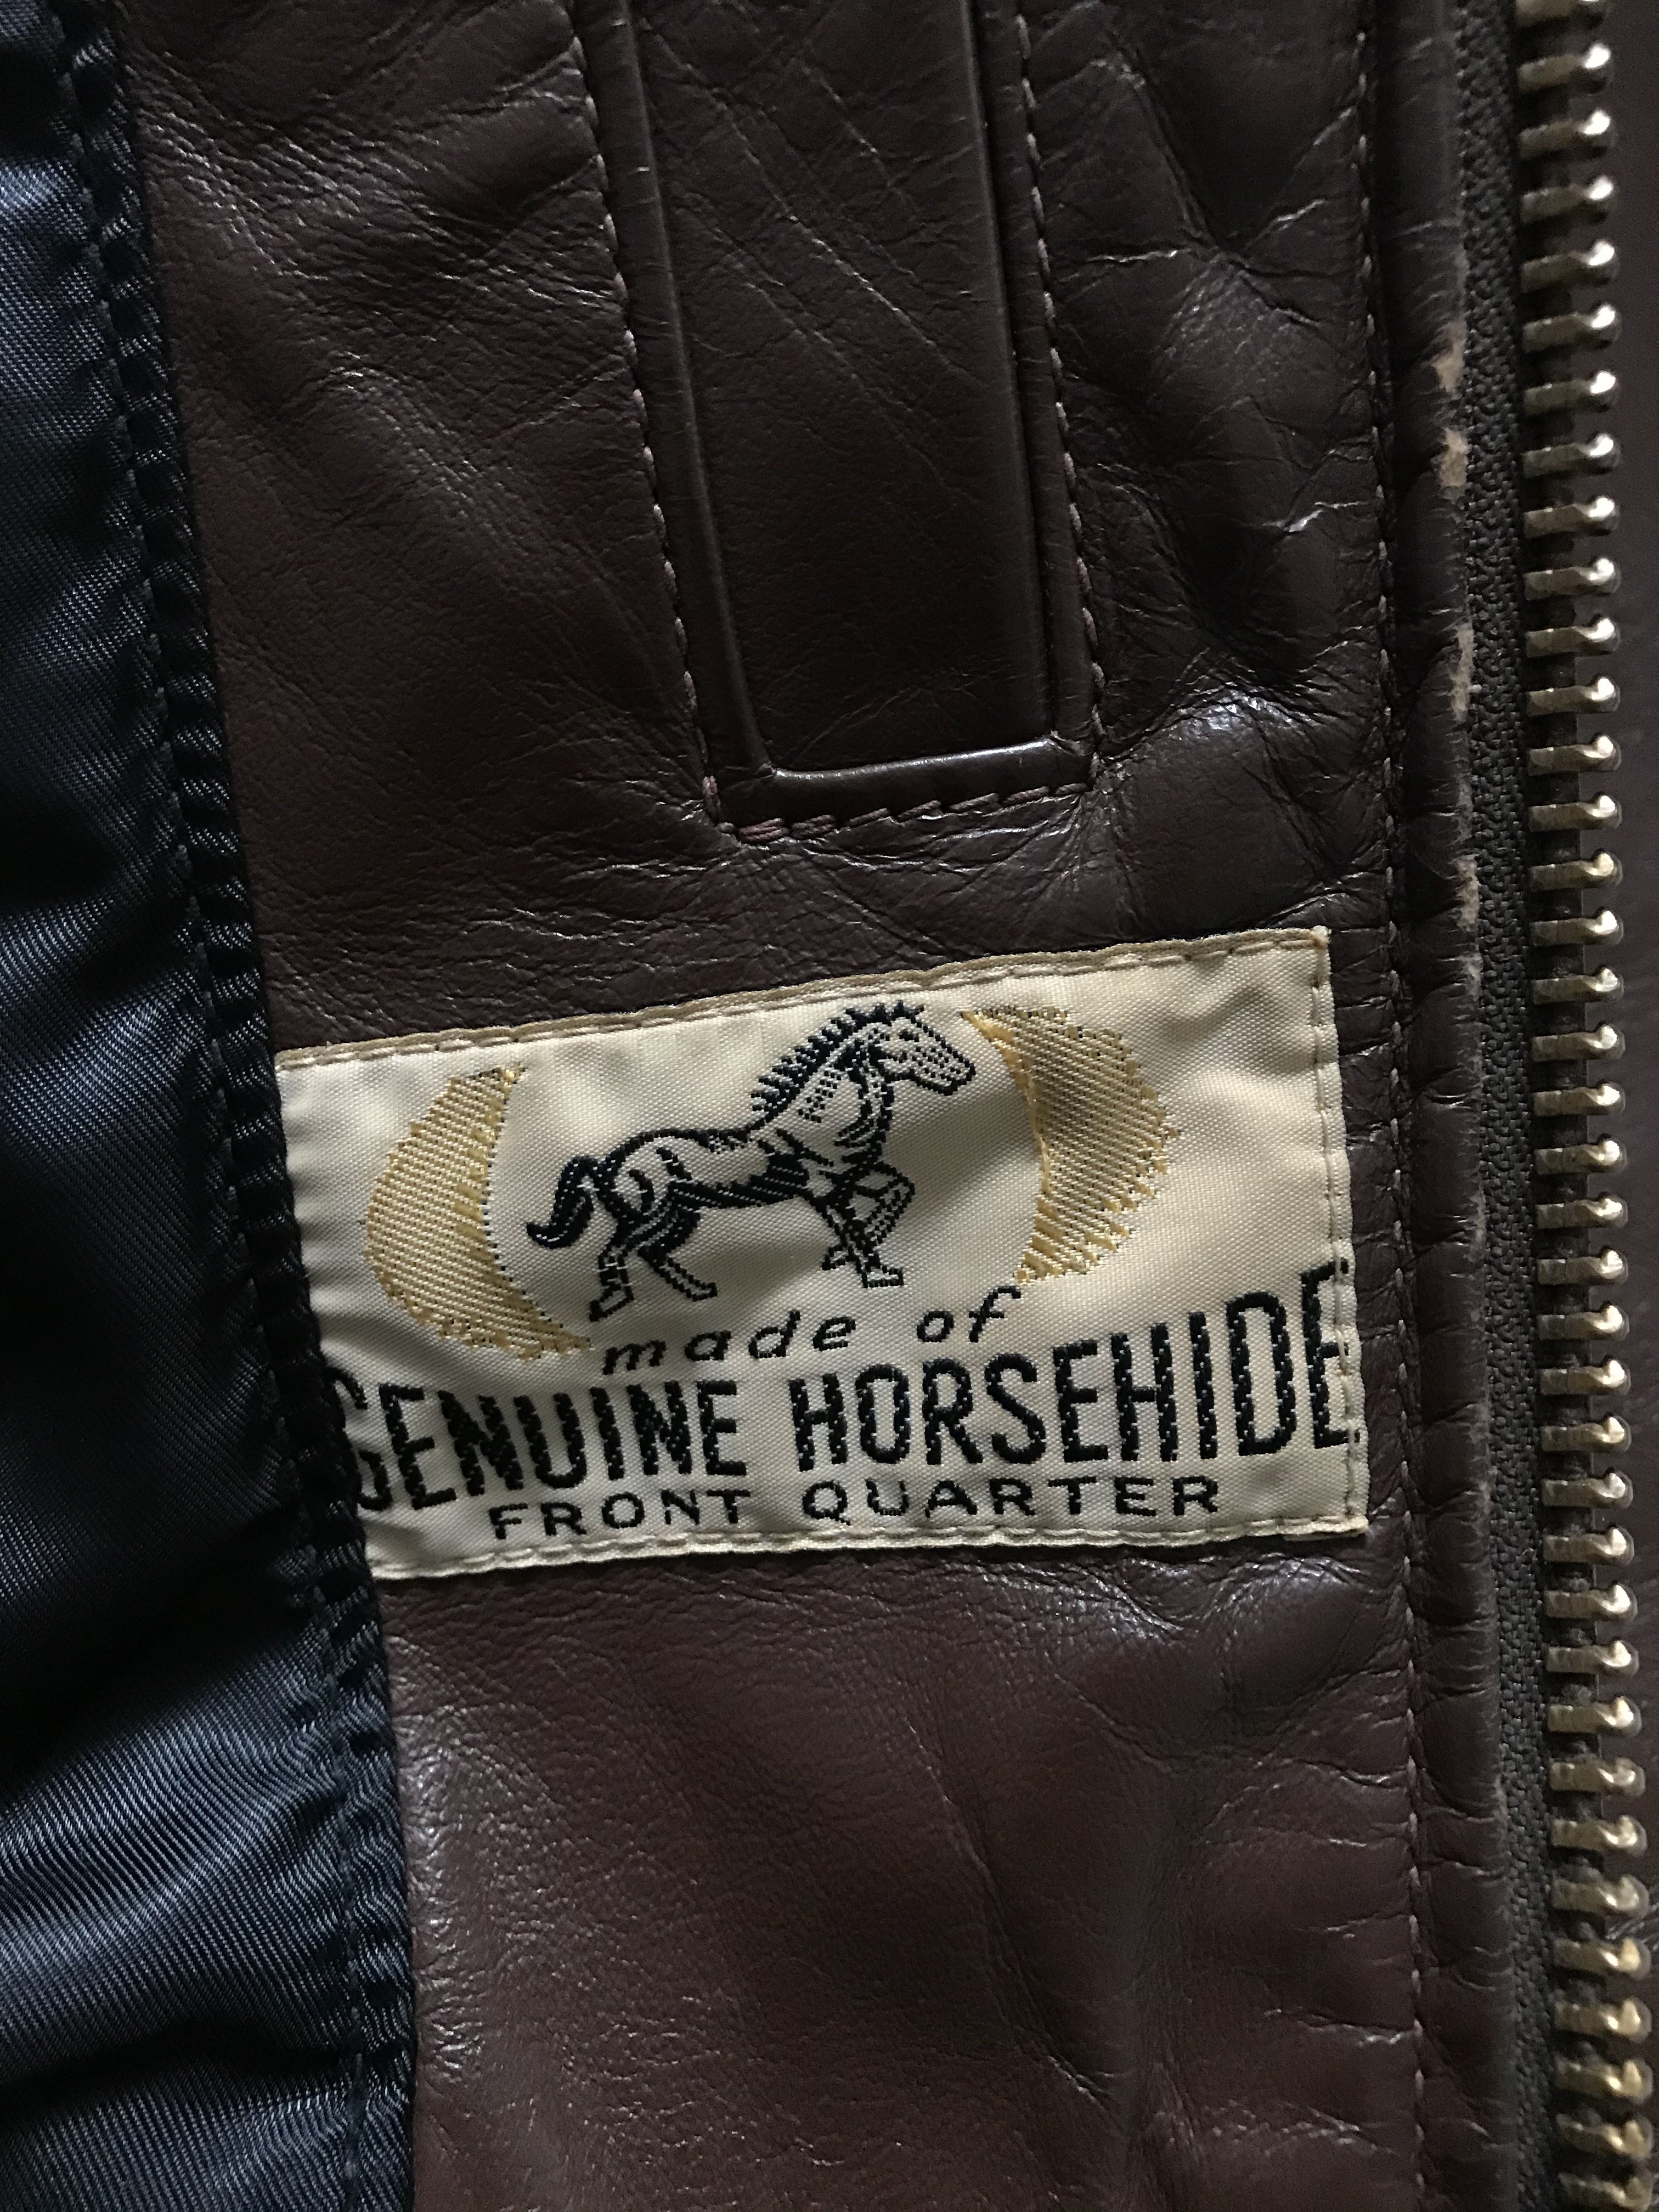 made of
GENUINE HORSEHIDE
FRONT QUARTER